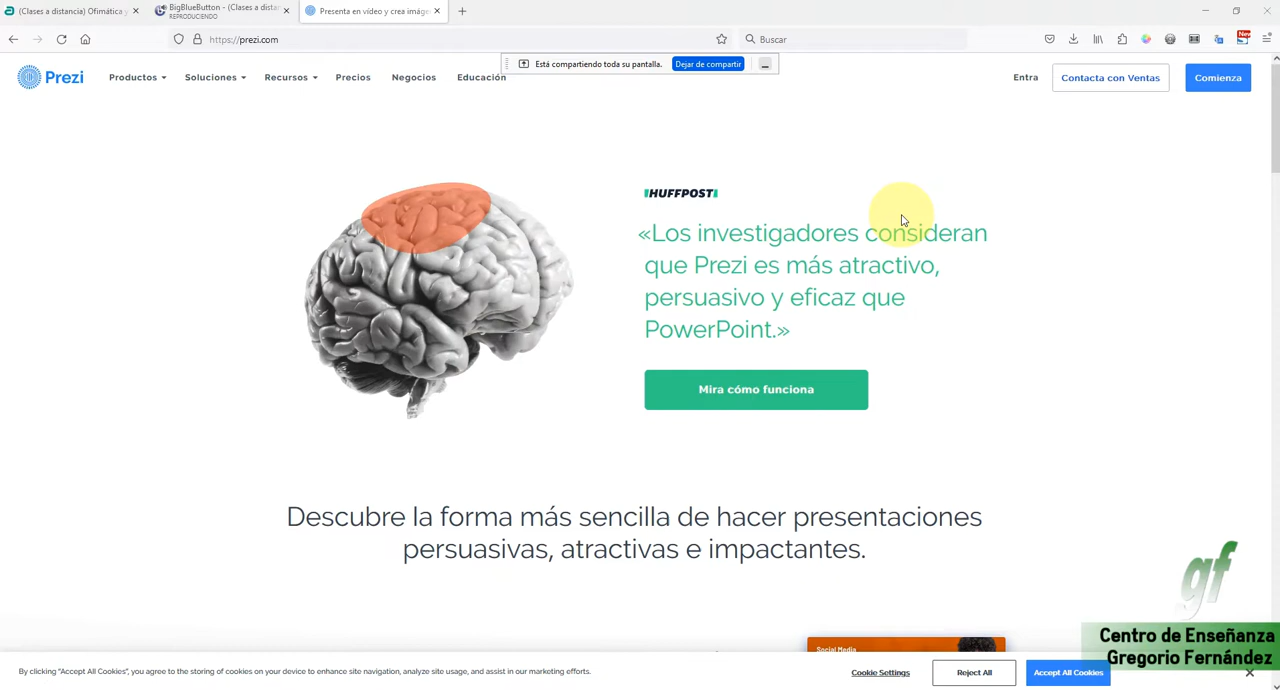 (Clases a distancia) Ofimática y
BigBlueButton - (Clases a distan
REPRODUCIENDO
Presenta en vídeo y crea imáge
https://prezi.com
Buscar
New
Está compartiendo toda su pantalla.
Dejar de compartir
Prezi
Productos
Soluciones
Recursos
Precios
Negocios
Educación
Entra
Contacta con Ventas
Comienza
HUFFPOST
«Los investigadores consideran
que Prezi es más atractivo,
persuasivo y eficaz que
PowerPoint.»
Mira cómo funciona
Descubre la forma más sencilla de hacer presentaciones
persuasivas, atractivas e impactantes.
Social Media
gf
Centro de Enseñanza
Gregorio Fernández
By clicking "Accept All Cookies", you agree to the storing of cookies on your device to enhance site navigation, analyze site usage, and assist in our marketing efforts.
Cookie Settings
Reject All
Accept All Cookies